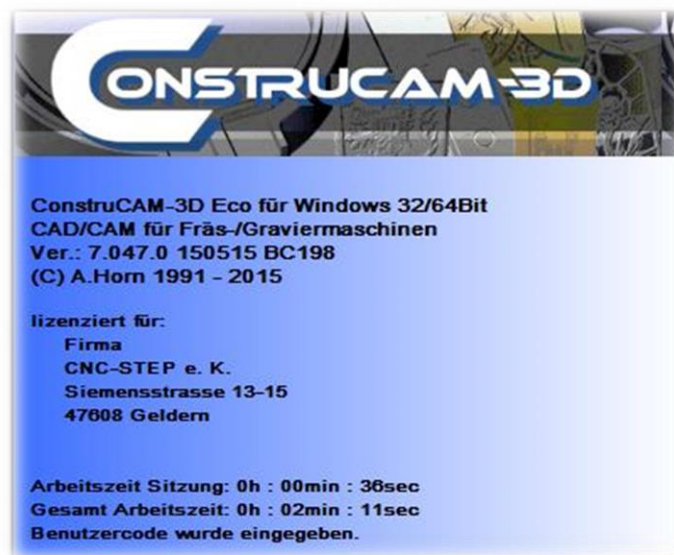 CONSTRUCAM-3D
ConstruCAM-3D Eco für Windows 32/64Bit
CAD/CAM für Fräs-/Graviermaschinen
Ver.: 7.047.0 150515 BC198
(C) A.Horn 1991 - 2015
lizenziert für:
Firma
CNC-STEP e. K.
Siemensstrasse 13-15
47608 Geldern
Arbeitszeit Sitzung: 0h : 00min : 36sec
Gesamt Arbeitszeit: 0h : 02min : 11sec
Benutzercode wurde eingegeben.